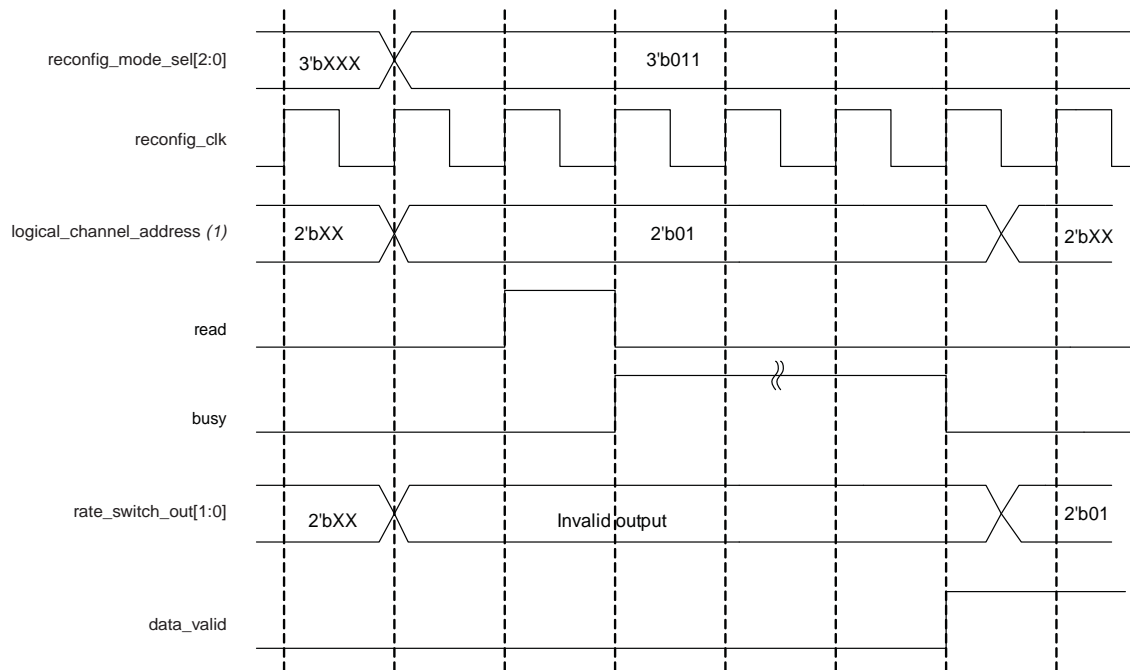 reconfig_mode_sel[2:0]
3'bXXX
3'b011
reconfig_clk
logical_channel_address (1)
2'bXX
2'b01
2'bXX
read
busy
rate_switch_out[1:0]
2'bXX
Invalid output
2'b01
data_valid